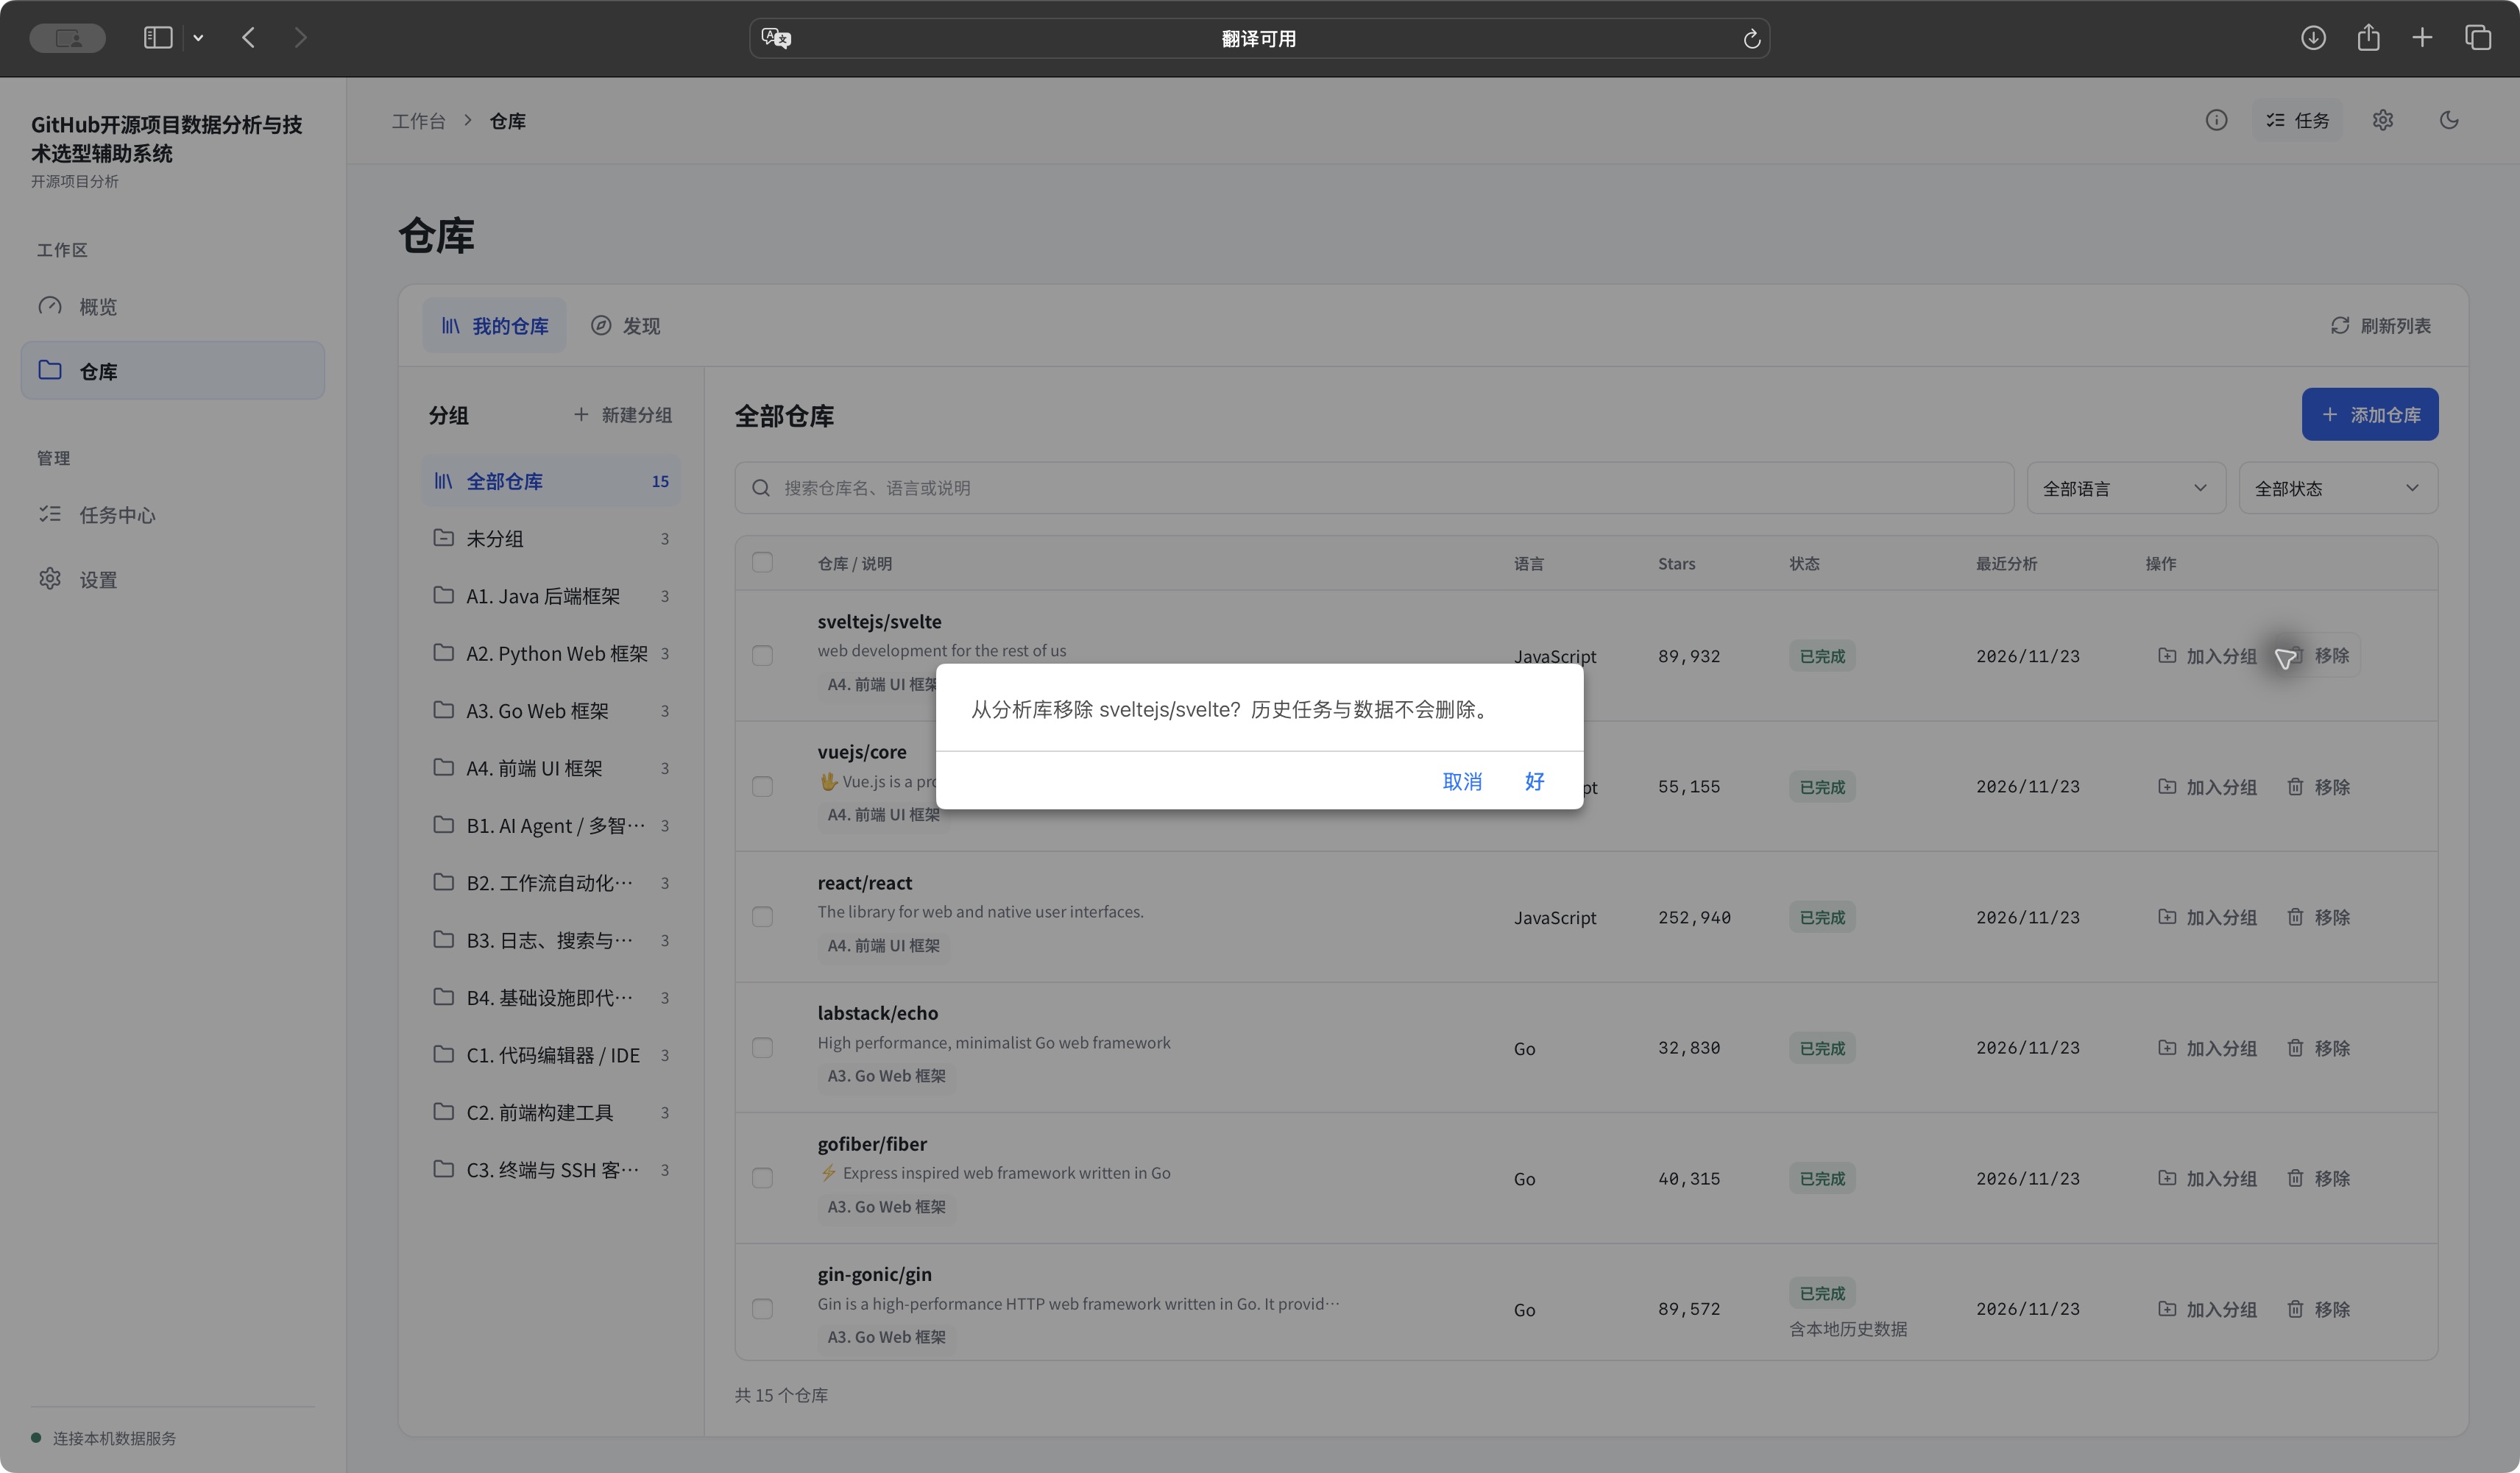 翻译可用
GitHub开源项目数据分析与技
术选型辅助系统
开源项目分析
工作区
概览
仓库
管理
任务中心
设置
连接本机数据服务
工作台 > 仓库
任务
仓库
我的仓库
发现
刷新列表
分组
新建分组
全部仓库 15
未分组 3
A1. Java 后端框架 3
A2. Python Web 框架 3
A3. Go Web 框架 3
A4. 前端 UI 框架 3
B1. AI Agent / 多智… 3
B2. 工作流自动化… 3
B3. 日志、搜索与… 3
B4. 基础设施即代… 3
C1. 代码编辑器 / IDE 3
C2. 前端构建工具 3
C3. 终端与 SSH 客… 3
全部仓库
添加仓库
搜索仓库名、语言或说明
全部语言
全部状态
仓库 / 说明 语言 Stars 状态 最近分析 操作
sveltejs/svelte
web development for the rest of us
A4. 前端 UI 框架
JavaScript 89,932 已完成 2026/11/23 加入分组 移除
从分析库移除 sveltejs/svelte？历史任务与数据不会删除。
取消 好
vuejs/core
🖖 Vue.js is a pro
A4. 前端 UI 框架
pt 55,155 已完成 2026/11/23 加入分组 移除
react/react
The library for web and native user interfaces.
A4. 前端 UI 框架
JavaScript 252,940 已完成 2026/11/23 加入分组 移除
labstack/echo
High performance, minimalist Go web framework
A3. Go Web 框架
Go 32,830 已完成 2026/11/23 加入分组 移除
gofiber/fiber
⚡ Express inspired web framework written in Go
A3. Go Web 框架
Go 40,315 已完成 2026/11/23 加入分组 移除
gin-gonic/gin
Gin is a high-performance HTTP web framework written in Go. It provid…
A3. Go Web 框架
Go 89,572 已完成 2026/11/23 加入分组 移除
含本地历史数据
共 15 个仓库